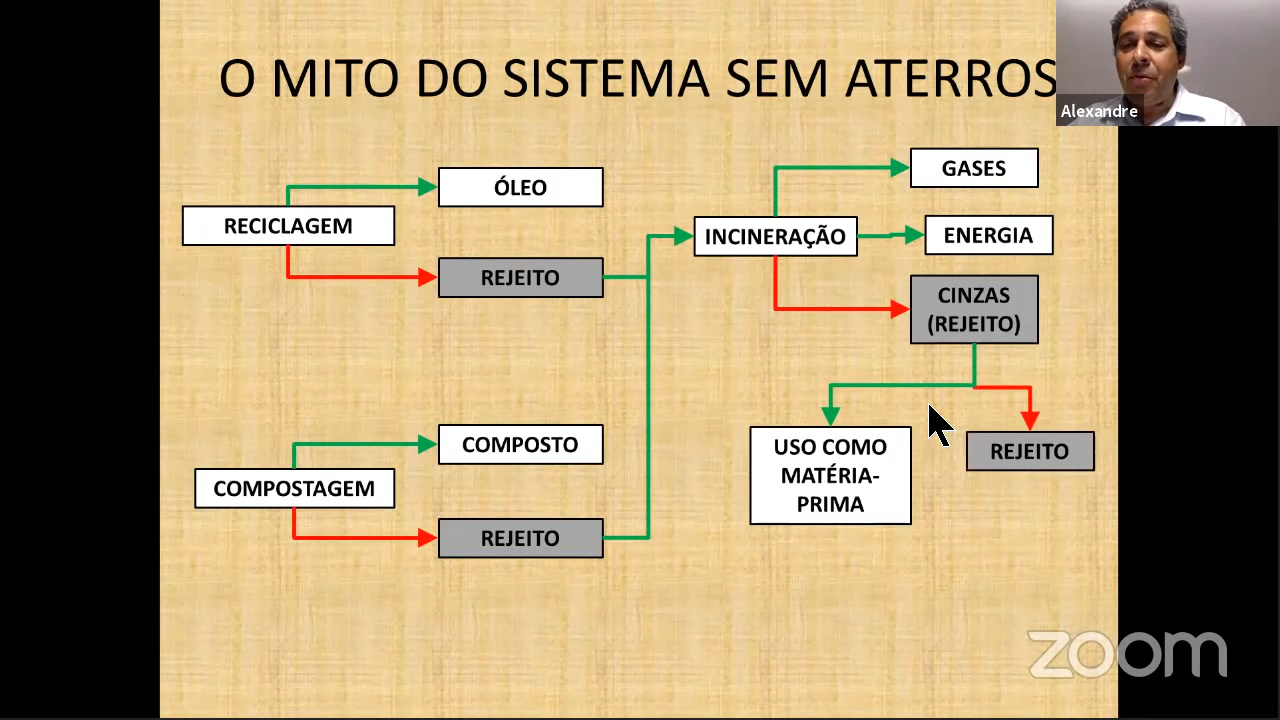 O MITO DO SISTEMA SEM ATERROS
Alexandre
RECICLAGEM
ÓLEO
REJEITO
COMPOSTAGEM
COMPOSTO
REJEITO
INCINERAÇÃO
GASES
ENERGIA
CINZAS
(REJEITO)
USO COMO
MATÉRIA-
PRIMA
REJEITO
zoom